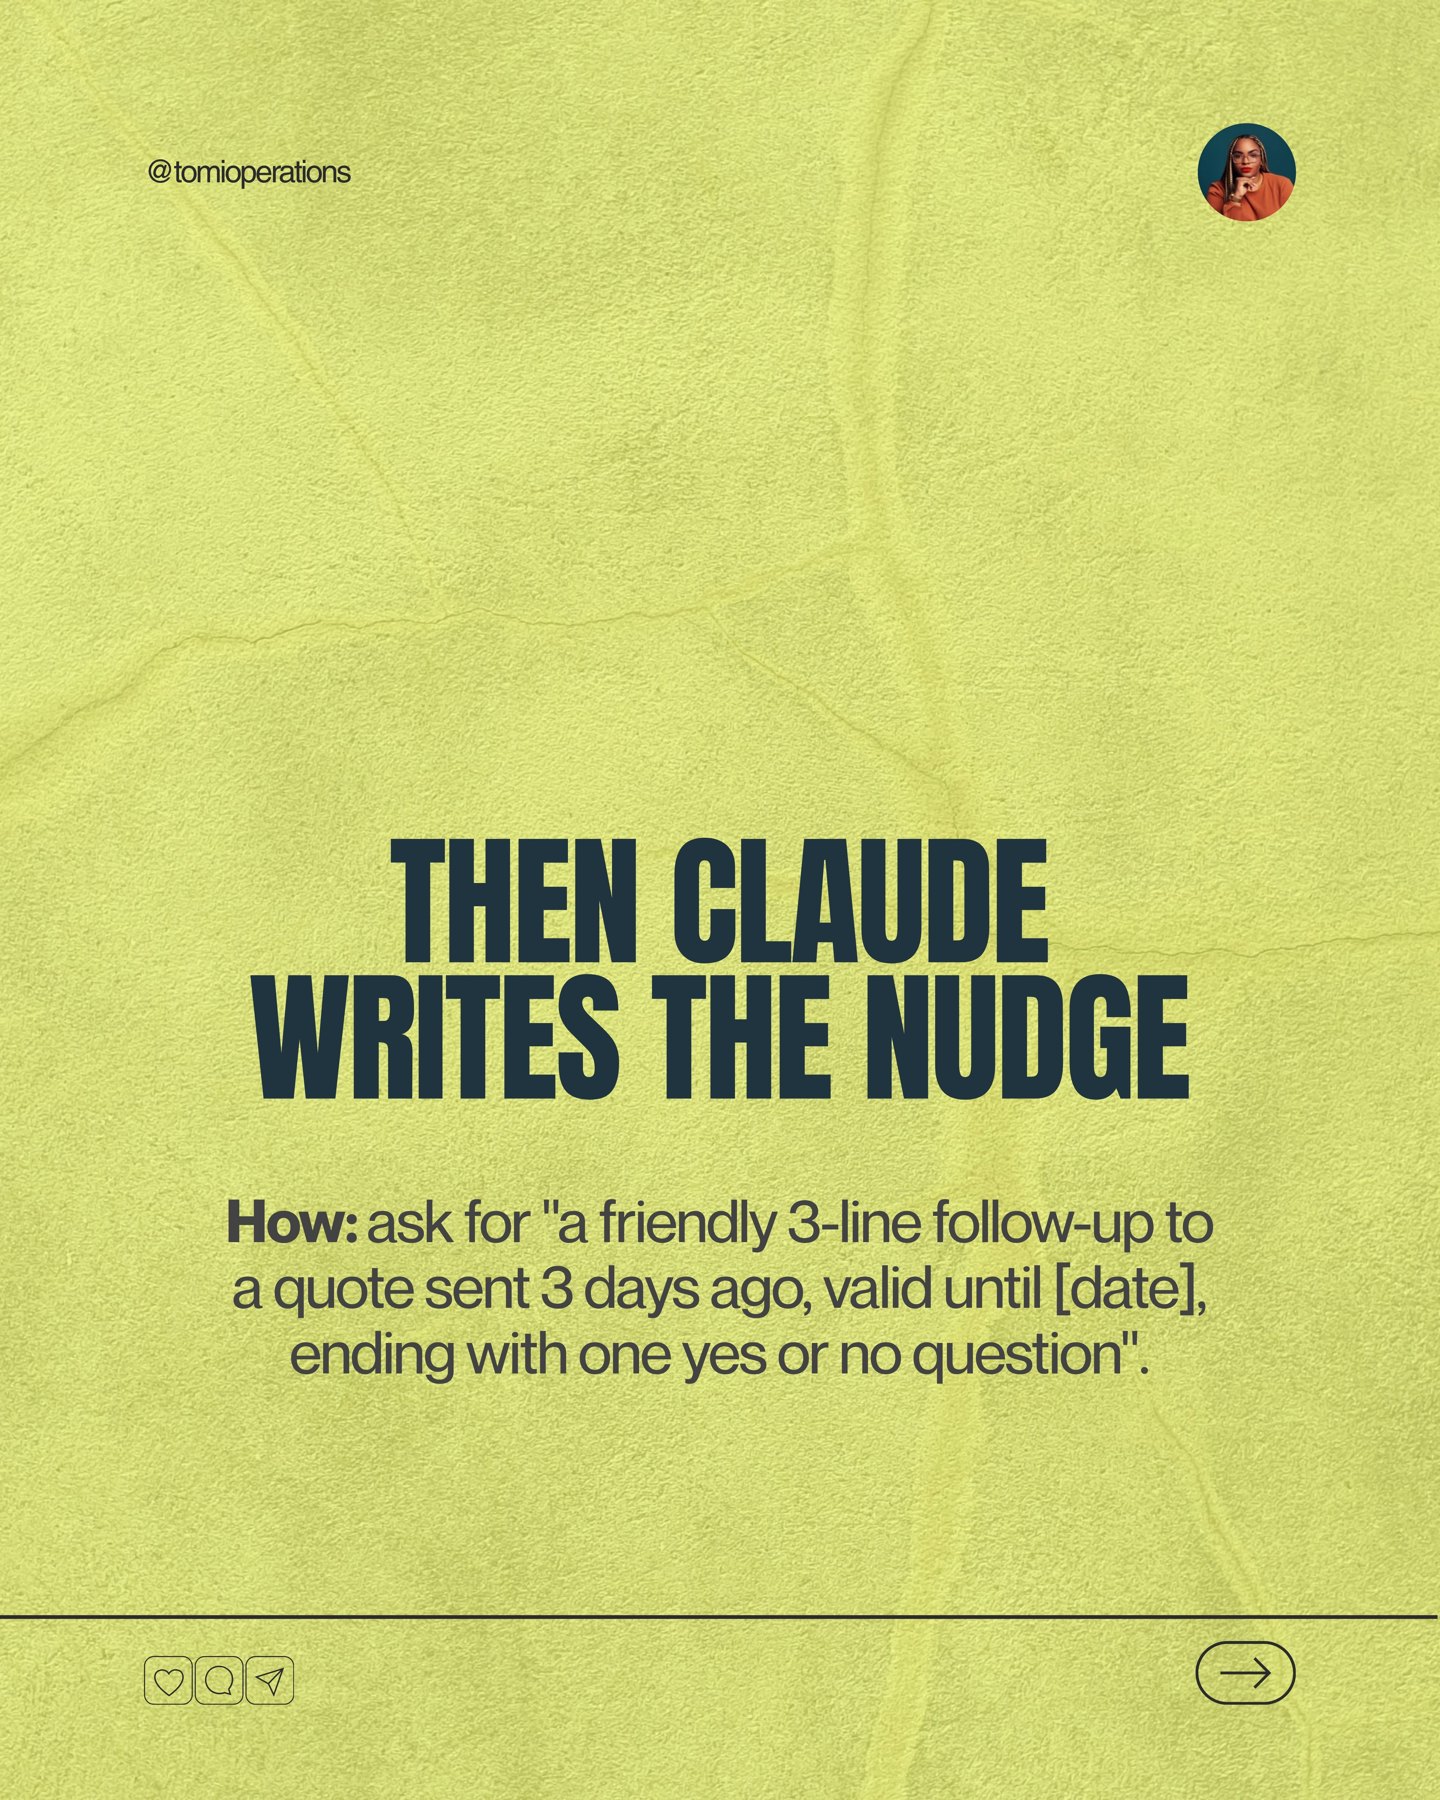 @tomioperations
THEN CLAUDE
WRITES THE NUDGE
How: ask for "a friendly 3-line follow-up to
a quote sent 3 days ago, valid until [date],
ending with one yes or no question".